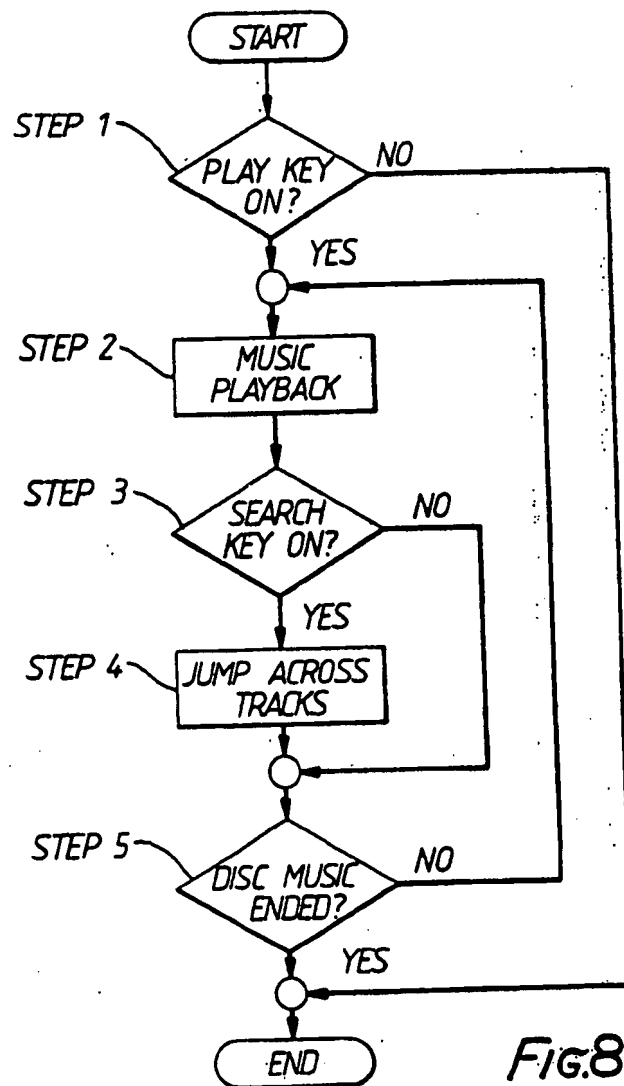 START
STEP 1
PLAY KEY
ON?
NO
YES
STEP 2
MUSIC
PLAYBACK
STEP 3
SEARCH
KEY ON?
NO
YES
STEP 4
JUMP ACROSS
TRACKS
STEP 5
DISC MUSIC
ENDED?
NO
YES
END
FIG.8